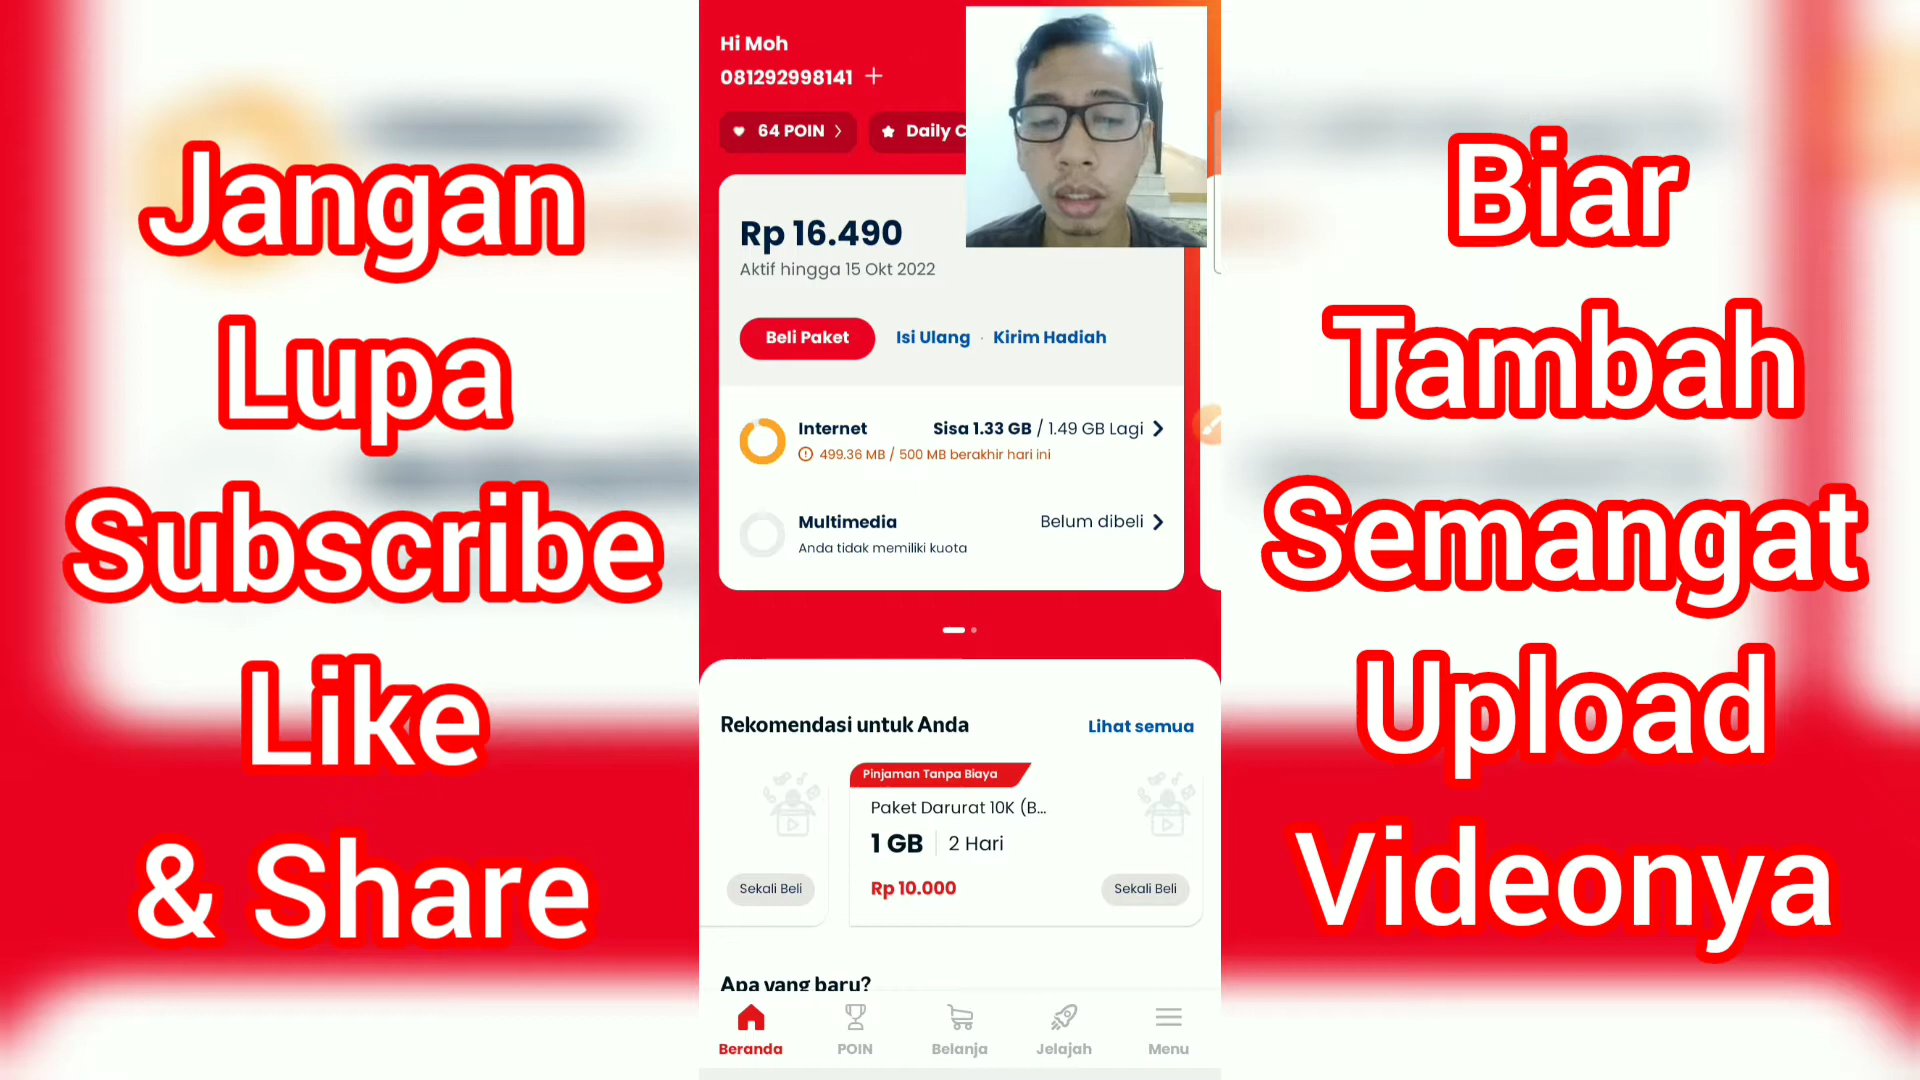 Jangan
Lupa
Subscribe
Like
& Share
Hi Moh
081292998141 +
64 POIN
Daily C
Rp 16.490
Aktif hingga 15 Okt 2022
Beli Paket
Isi Ulang · Kirim Hadiah
Internet
Sisa 1.33 GB / 1.49 GB Lagi
499.36 MB / 500 MB berakhir hari ini
Multimedia
Belum dibeli
Anda tidak memiliki kuota
Rekomendasi untuk Anda
Lihat semua
Sekali Beli
Pinjaman Tanpa Biaya
Paket Darurat 10K (B...
1 GB
2 Hari
Rp 10.000
Sekali Beli
Apa yang baru?
Beranda
POIN
Belanja
Jelajah
Menu
Biar
Tambah
Semangat
Upload
Videonya